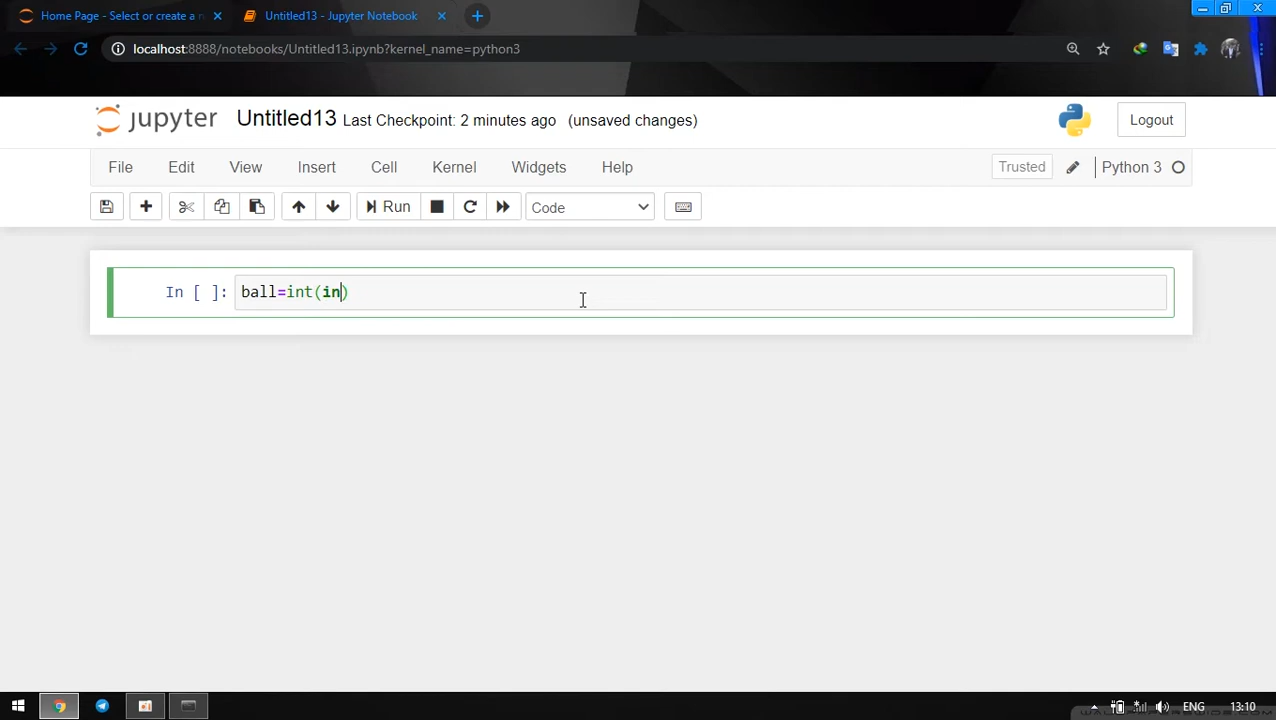 Home Page - Select or create a n
Untitled13 - Jupyter Notebook
localhost:8888/notebooks/Untitled13.ipynb?kernel_name=python3
jupyter Untitled13 Last Checkpoint: 2 minutes ago (unsaved changes)
Logout
File Edit View Insert Cell Kernel Widgets Help Trusted Python 3
Run Code
In [ ]: ball=int(in)
ENG 13:10